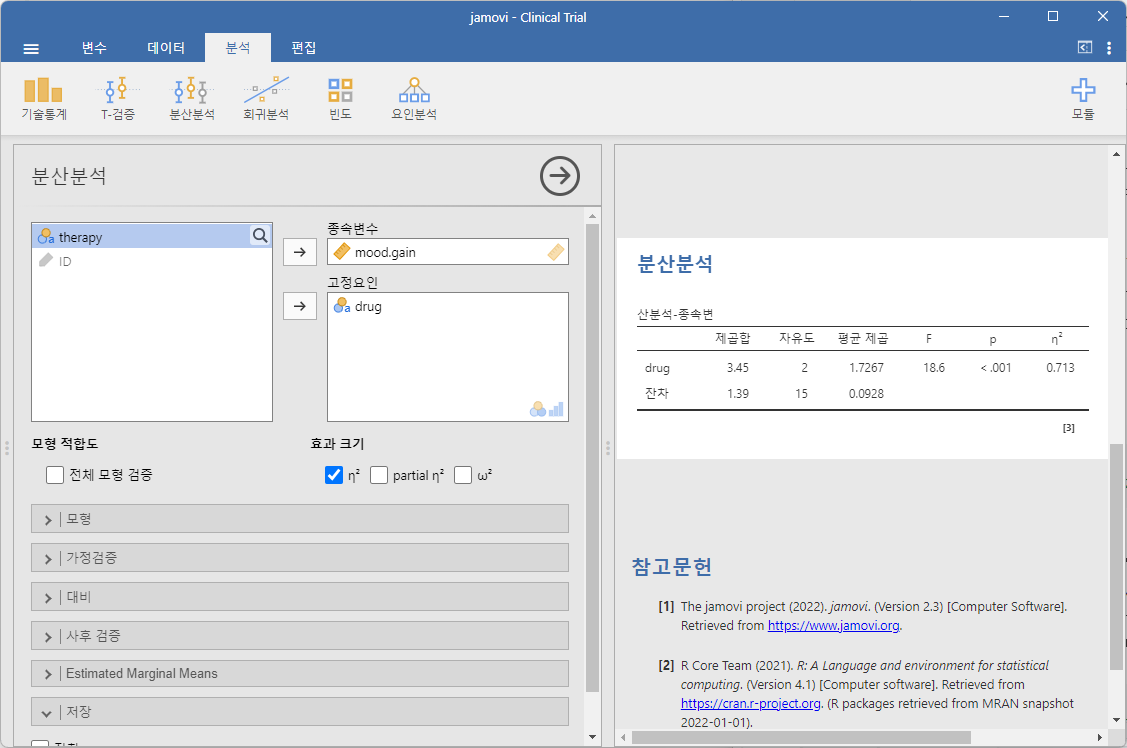 jamovi - Clinical Trial
변수 데이터 분석 편집
기술통계 T-검증 분산분석 회귀분석 빈도 요인분석 모듈
분산분석
therapy
ID
종속변수
mood.gain
고정요인
drug
모형 적합도
전체 모형 검증
효과 크기
η² partial η² ω²
모형
가정검증
대비
사후 검증
Estimated Marginal Means
저장
분산분석
산분석-종속변
제곱합 자유도 평균 제곱 F p η²
drug 3.45 2 1.7267 18.6 < .001 0.713
잔차 1.39 15 0.0928
[3]
참고문헌
[1] The jamovi project (2022). jamovi. (Version 2.3) [Computer Software].
Retrieved from https://www.jamovi.org.
[2] R Core Team (2021). R: A Language and environment for statistical
computing. (Version 4.1) [Computer software]. Retrieved from
https://cran.r-project.org. (R packages retrieved from MRAN snapshot
2022-01-01).